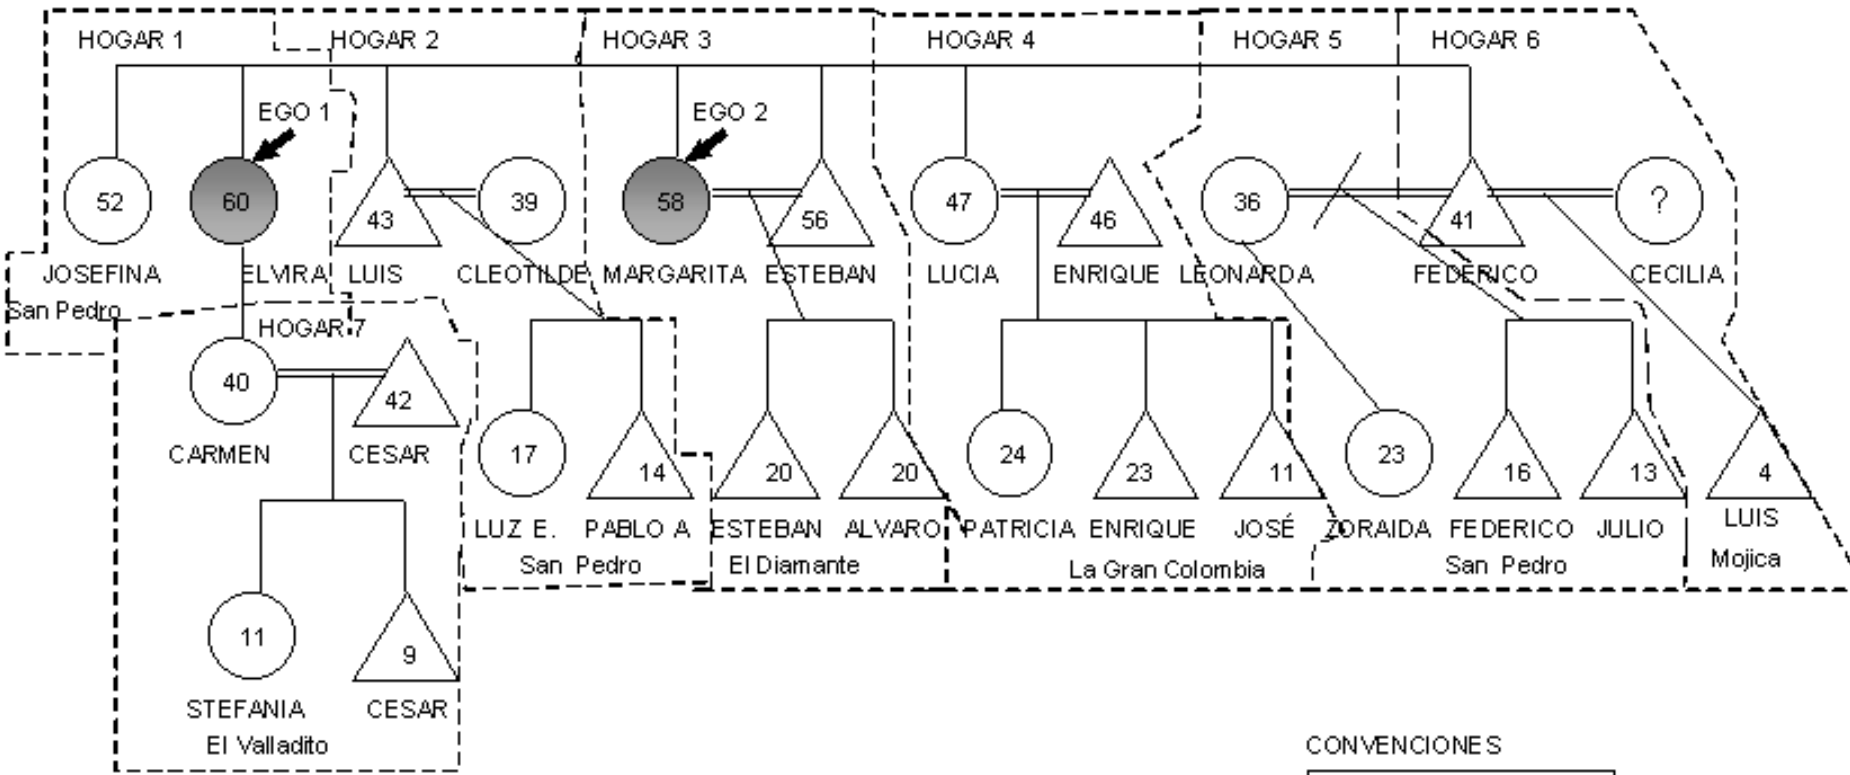 HOGAR 1 HOGAR 2 HOGAR 3 HOGAR 4 HOGAR 5 HOGAR 6
EGO 1 EGO 2
52 60 43 39 58 56 47 46 36 41 ?
JOSEFINA ELVIRA LUIS CLEOTILDE MARGARITA ESTEBAN LUCIA ENRIQUE LEONARDA FEDERICO CECILIA
San Pedro
HOGAR 7
40 42
CARMEN CESAR
17 14 20 20 24 23 11 23 16 13 4
LUZ E. PABLO A ESTEBAN ALVARO PATRICIA ENRIQUE JOSÉ ZORAIDA FEDERICO JULIO LUIS
San Pedro El Diamante La Gran Colombia San Pedro Mojica
11 9
STEFANIA CESAR
El Valladito
CONVENCIONES